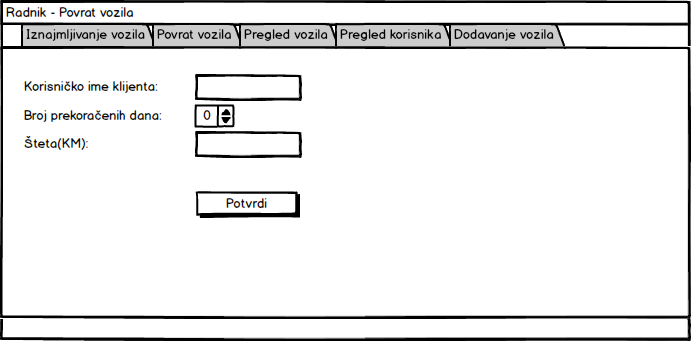 Radnik - Povrat vozila
Iznajmljivanje vozila Povrat vozila Pregled vozila Pregled korisnika Dodavanje vozila
Korisničko ime klijenta:
Broj prekoračenih dana: 0
Šteta(KM):
Potvrdi